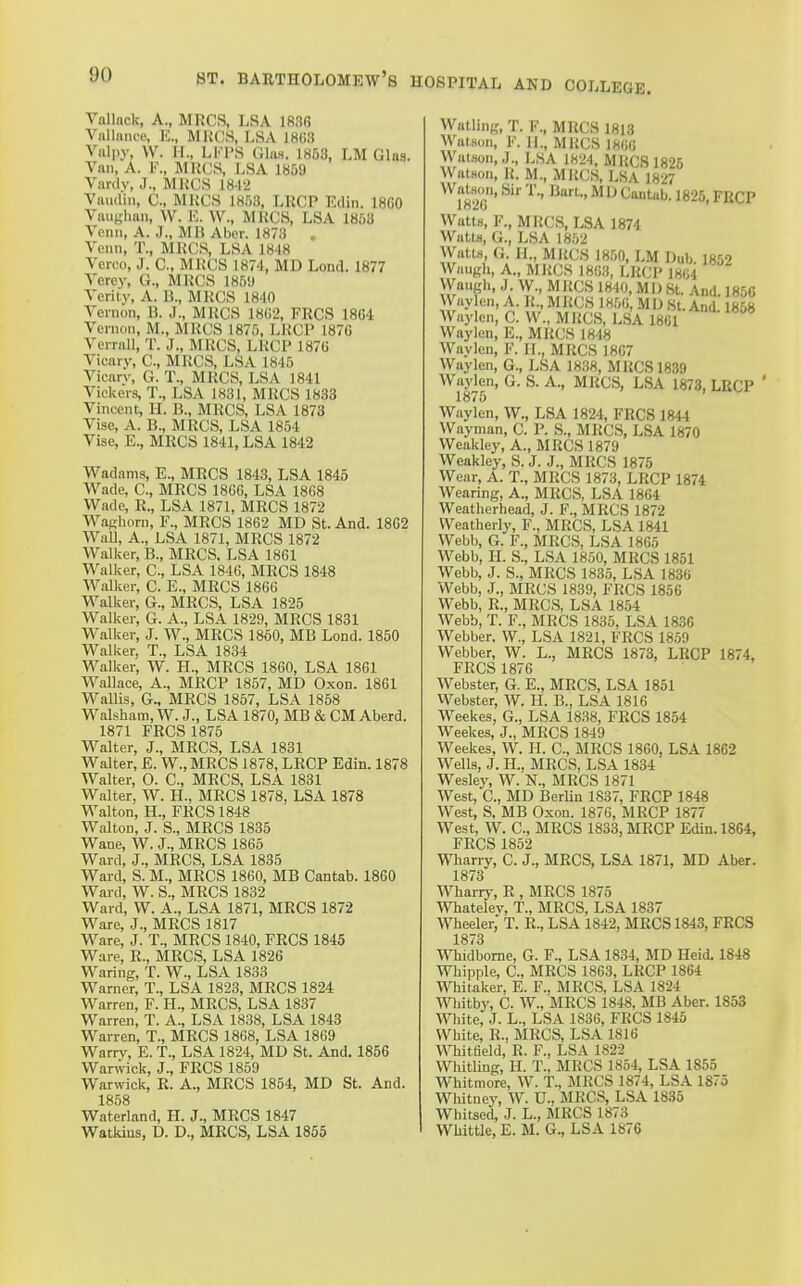 90
ST. BARTHOLOMEW'S HOSPITAL AND COLLEGE.
Vallack, A., MRCS, LSA 1836
Vallance, E., MRCS, LSA 1863
Valpy, W. H., LFPS Glas. 1853, LM Glas.
Van, A. F., MRCS, LSA 1859
Vardy, J., MRCS 1842
Vaudin, C., MRCS 1853, LRCP Edin. 1860
Vaughan, W. E. W., MRCS, LSA 1853
Venn, A. J., MB Aber. 1873
Venn, T., MRCS, LSA 1848
Verco, J. C., MRCS 1874, MD Lond. 1877
Verey, G., MRCS 1859
Verity, A. B., MRCS 1840
Vernon, B. J., MRCS 1862, FRCS 1864
Vernon, M., MRCS 1875, LRCP 1876
Verrall, T. J., MRCS, LRCP 1876
Vicary, C., MRCS, LSA 1845
Vicary, G. T., MRCS, LSA 1841
Vickers, T., LSA 1831, MRCS 1833
Vincent, H. B., MRCS, LSA 1873
Vise, A. B., MRCS, LSA 1854
Vise, E., MRCS 1841, LSA 1842
Wadams, E., MRCS 1843, LSA 1845
Wade, C., MRCS 1866, LSA 1868
Wade, R., LSA 1871, MRCS 1872
Waghorn, F., MRCS 1862 MD St. And. 1862
Wall, A., LSA 1871, MRCS 1872
Walker, B., MRCS, LSA 1861
Walker, C., LSA 1846, MRCS 1848
Walker, C. E., MRCS 1866
Walker, G., MRCS, LSA 1825
Walker, G. A., LSA 1829, MRCS 1831
Walker, J. W., MRCS 1850, MB Lond. 1850
Walker, T., LSA 1834
Walker, W. H., MRCS 1860, LSA 1861
Wallace, A., MRCP 1857, MD Oxon. 1861
Wallis, G., MRCS 1857, LSA 1858
Walsham, W. J., LSA 1870, MB & CM Aberd.
1871 FRCS 1875
Walter, J., MRCS, LSA 1831
Walter, E. W., MRCS 1878, LRCP Edin. 1878
Walter, O. C., MRCS, LSA 1831
Walter, W. H., MRCS 1878, LSA 1878
Walton, H., FRCS 1848
Walton, J. S., MRCS 1835
Wane, W. J., MRCS 1865
Ward, J., MRCS, LSA 1835
Ward, S. M., MRCS 1860, MB Cantab. 1860
Ward, W. S., MRCS 1832
Ward, W. A., LSA 1871, MRCS 1872
Ware, J., MRCS 1817
Ware, J. T., MRCS 1840, FRCS 1845
Ware, R., MRCS, LSA 1826
Waring, T. W., LSA 1833
Warner, T., LSA 1823, MRCS 1824
Warren, F. H., MRCS, LSA 1837
Warren, T. A., LSA 1838, LSA 1843
Warren, T., MRCS 1868, LSA 1869
Warry, E. T., LSA 1824, MD St. And. 1856
Warwick, J., FRCS 1859
Warwick, R. A., MRCS 1854, MD St. And.
1858
Waterland, H. J., MRCS 1847
Watkins, D. D., MRCS, LSA 1855
Watling, T. F., MRCS 1813
Watson, F. H., MRCS 1866
Watson, J., LSA 1824, MRCS 1825
Watson, R. M., MRCS, LSA 1827
Watson, Sir T., Bart., MD Cantab. 1825, FRCP
1826
Watts, F., MRCS, LSA 1874
Watts, G., LSA 1852
Watts, G. H., MRCS 1850, LM Dub. 1852
Waugh, A., MRCS 1863, LRCP 1864
Waugh, J. W., MRCS 1840, MD St. And. 1856
Waylen, A. R., MRCS 1856, MD St. And. 1858
Waylen, C. W., MRCS, LSA 1861
Waylen, E., MRCS 1848
Waylen, F. H., MRCS 1867
Waylen, G., LSA 1838, MRCS 1839
Waylen, G. S. A., MRCS, LSA 1873, LRCP
1875
Waylen, W., LSA 1824, FRCS 1844
Wayman, C. P. S., MRCS, LSA 1870
Weakley, A., MRCS 1879
Weakley, S. J. J., MRCS 1875
Wear, A. T., MRCS 1873, LRCP 1874
Wearing, A., MRCS, LSA 1864
Weatherhead, J. F., MRCS 1872
Weatherly, F., MRCS, LSA 1841
Webb, G. F., MRCS, LSA 1865
Webb, H. S., LSA 1850, MRCS 1851
Webb, J. S., MRCS 1835, LSA 1836
Webb, J., MRCS 1839, FRCS 1856
Webb, R., MRCS, LSA 1854
Webb, T. F., MRCS 1835, LSA 1836
Webber, W., LSA 1821, FRCS 1859
Webber, W. L., MRCS 1873, LRCP 1874,
FRCS 1876
Webster, G. E., MRCS, LSA 1851
Webster, W. H. B., LSA 1816
Weekes, G., LSA 1838, FRCS 1854
Weekes, J., MRCS 1849
Weekes, W. H. C., MRCS 1860, LSA 1862
Wells, J. H., MRCS, LSA 1834
Wesley, W. N., MRCS 1871
West, C., MD Berlin 1837, FRCP 1848
West, S, MB Oxon. 1876, MRCP 1877
West, W. C., MRCS 1833, MRCP Edin. 1864,
FRCS 1852
Wharry, C. J., MRCS, LSA 1871, MD Aber.
1873
Wharry, R , MRCS 1875
Whateley, T., MRCS, LSA 1837
Wheeler, T. R., LSA 1842, MRCS 1843, FRCS
1873
Whidborne, G. F., LSA 1834, MD Heid. 1848
Whipple, C., MRCS 1863, LRCP 1864
Whitaker, E. F., MRCS, LSA 1824
Whitby, C. W., MRCS 1848, MB Aber. 1853
White, J. L., LSA 1836, FRCS 1845
White, R., MRCS, LSA 1816
Whitfield, R. F., LSA 1822
Whitling, H. T., MRCS 1854, LSA 1855
Whitmore, W. T., MRCS 1874, LSA 1875
Whitney, W. U., MRCS, LSA 1835
Whitsed, J. L., MRCS 1873
Whittle, E. M. G., LSA 1876